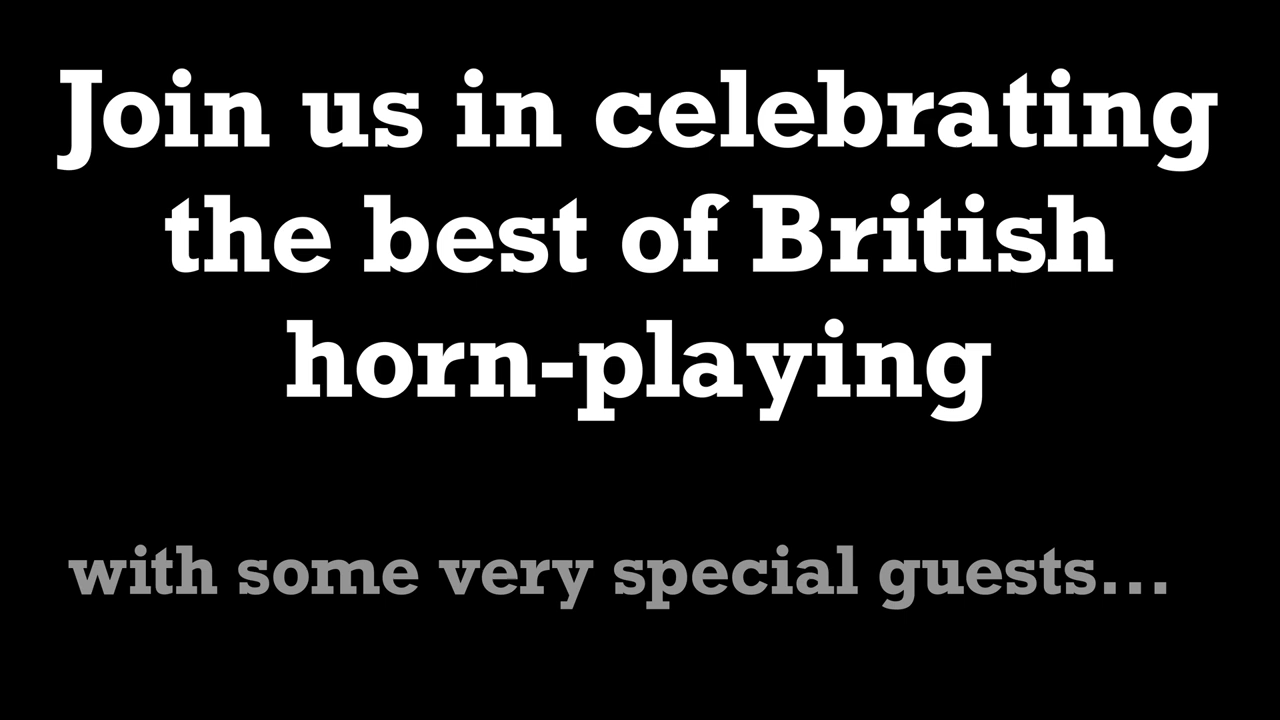 Join us in celebrating
the best of British
horn-playing
with some very special guests...